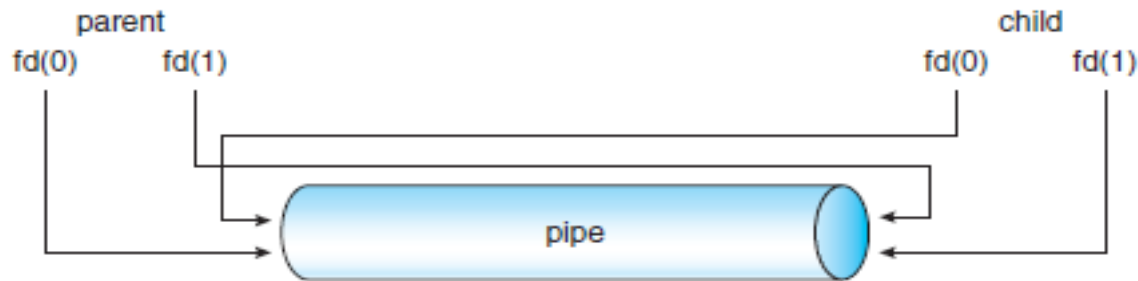 parent child
fd(0) fd(1) fd(0) fd(1)
pipe